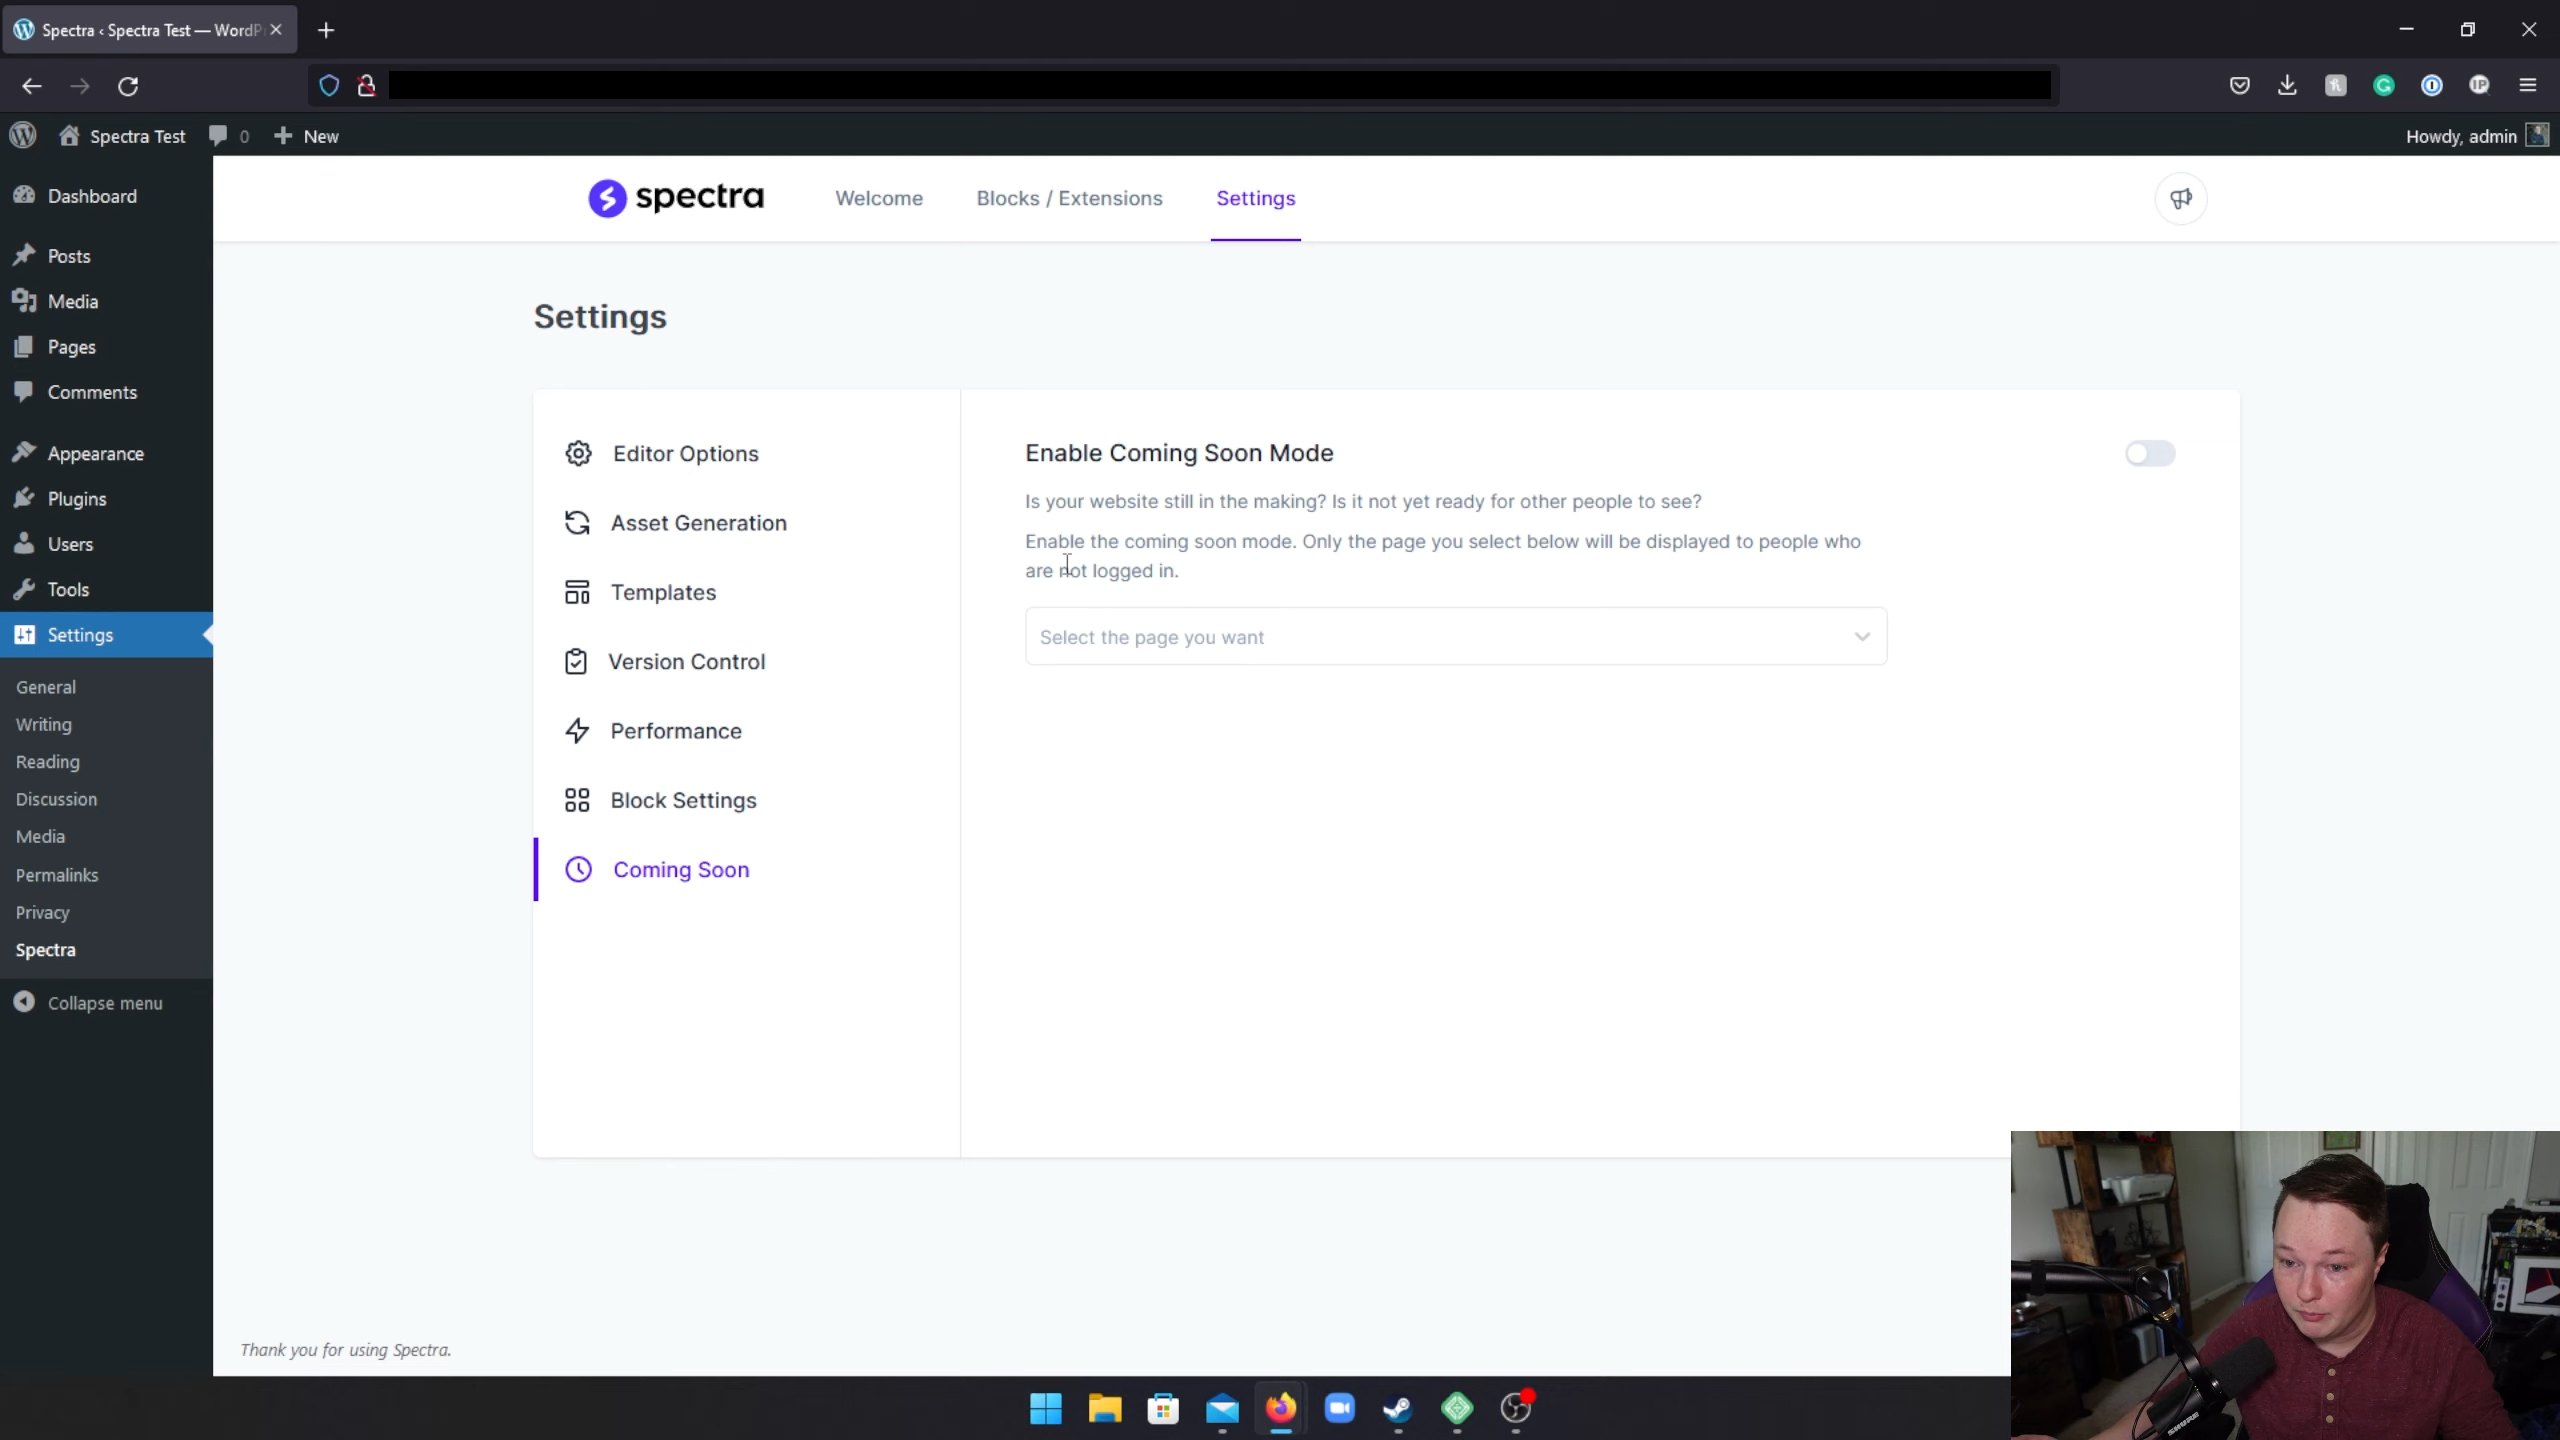 Spectra ‹ Spectra Test — WordP
Spectra Test
0
New
Howdy, admin
Dashboard
Posts
Media
Pages
Comments
Appearance
Plugins
Users
Tools
Settings
General
Writing
Reading
Discussion
Media
Permalinks
Privacy
Spectra
Collapse menu
spectra
Welcome
Blocks / Extensions
Settings
Settings
Editor Options
Asset Generation
Templates
Version Control
Performance
Block Settings
Coming Soon
Enable Coming Soon Mode
Is your website still in the making? Is it not yet ready for other people to see?
Enable the coming soon mode. Only the page you select below will be displayed to people who
are not logged in.
Select the page you want
Thank you for using Spectra.
SHURE